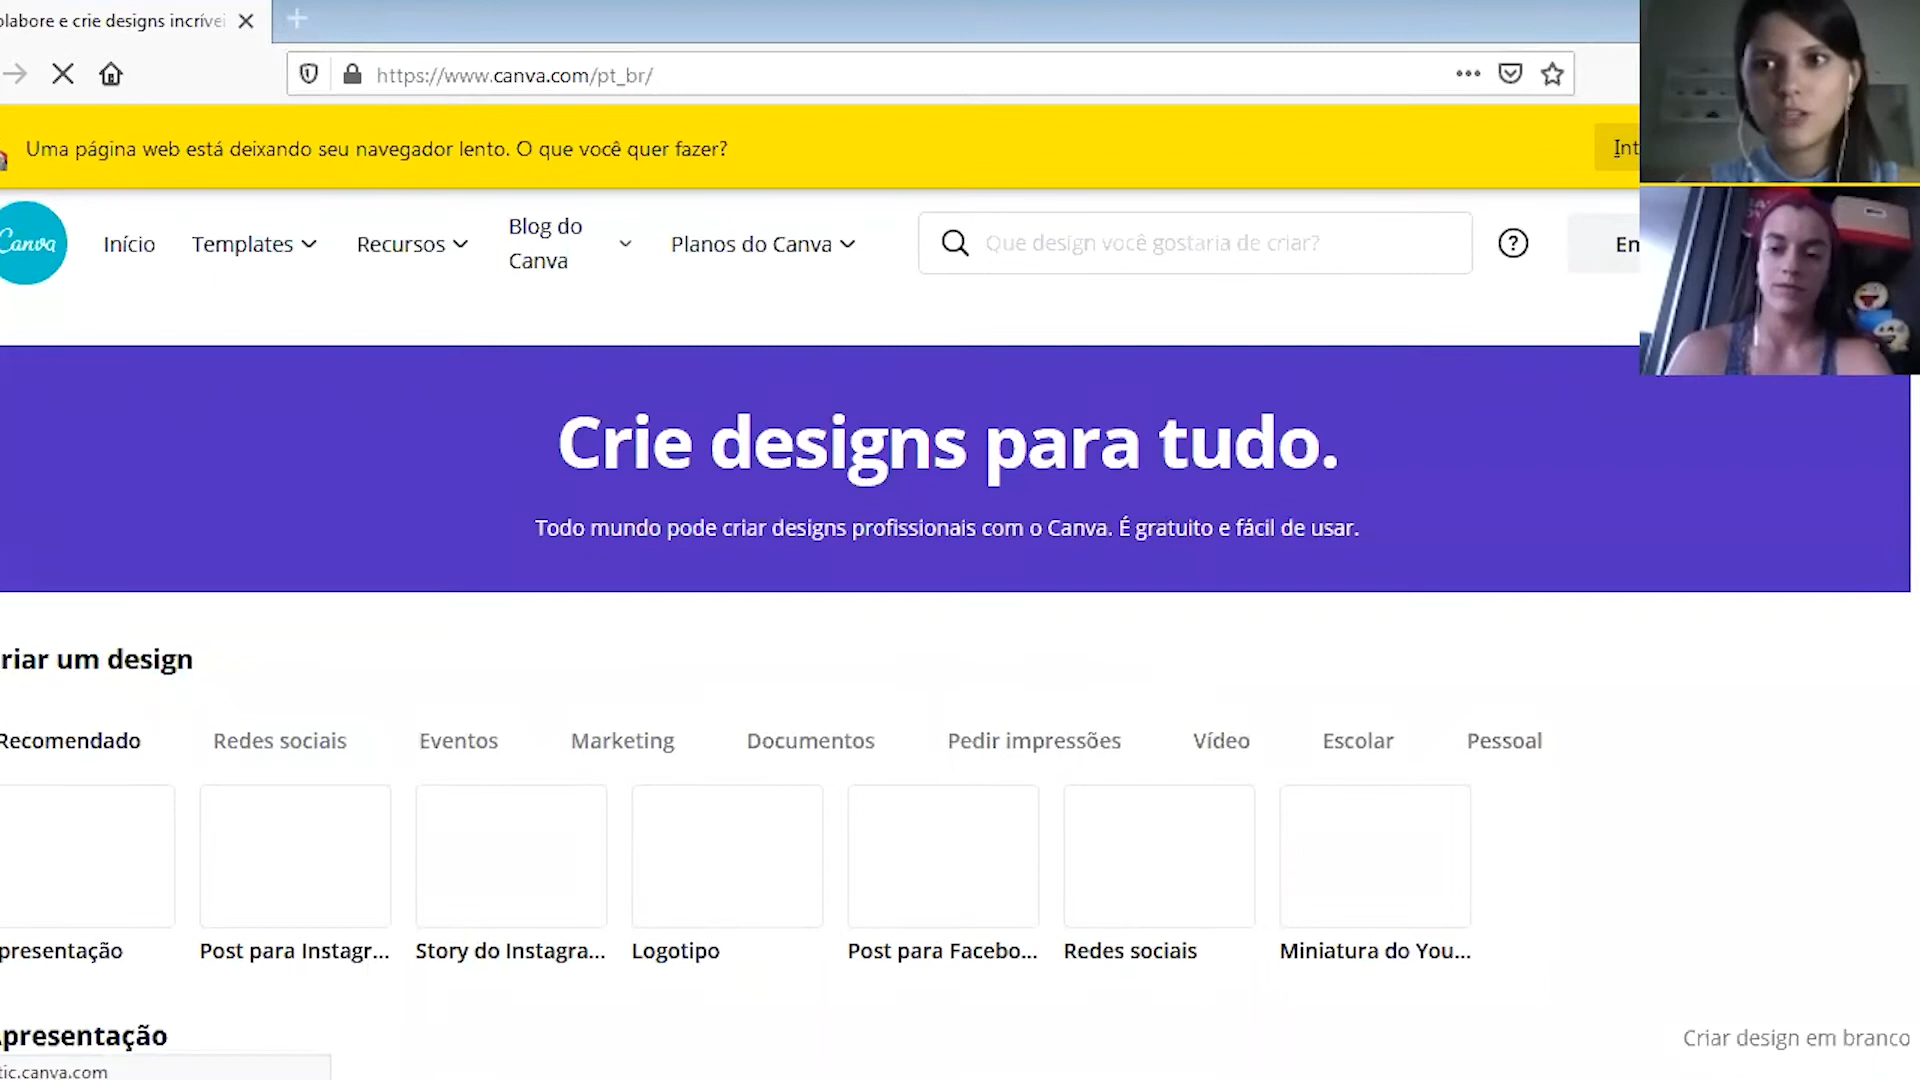 olabore e crie designs incrívei
https://www.canva.com/pt_br/
Uma página web está deixando seu navegador lento. O que você quer fazer?
Int
Canva
Início
Templates
Recursos
Blog do
Canva
Planos do Canva
Que design você gostaria de criar?
?
En
Crie designs para tudo.
Todo mundo pode criar designs profissionais com o Canva. É gratuito e fácil de usar.
riar um design
Recomendado
Redes sociais
Eventos
Marketing
Documentos
Pedir impressões
Vídeo
Escolar
Pessoal
presentação
Post para Instagr...
Story do Instagra...
Logotipo
Post para Facebo...
Redes sociais
Miniatura do You...
presentação
Criar design em branco
tic.canva.com